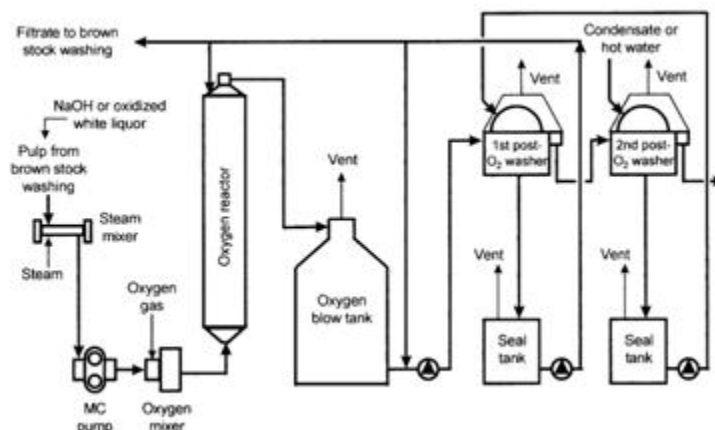 Filtrate to brown
stock washing
NaOH or oxidized
white liquor
Pulp from
brown stock
washing
Steam
mixer
Steam
Oxygen
gas
MC
pump
Oxygen
mixer
Oxygen reactor
Vent
Oxygen
blow tank
Vent
1st post-
O₂ washer
Vent
Seal
tank
Condensate or
hot water
Vent
2nd post-
O₂ washer
Vent
Seal
tank